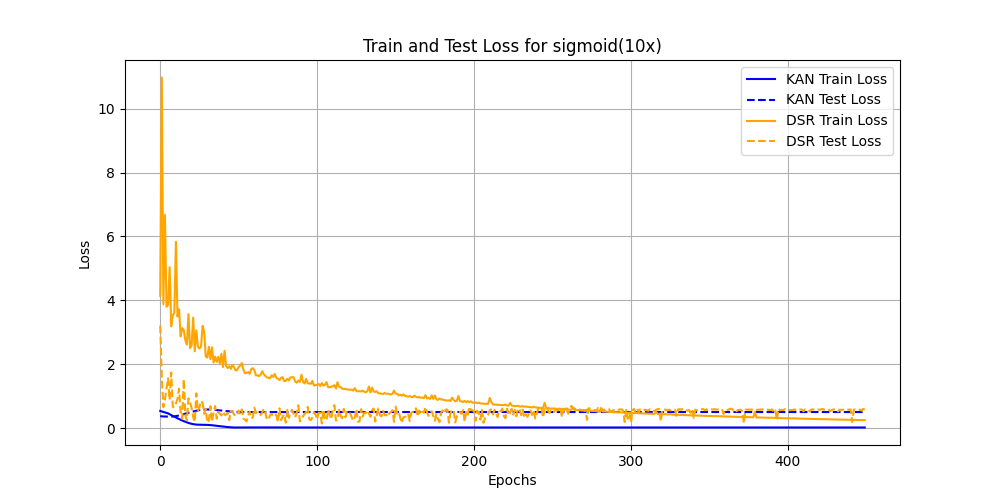 Train and Test Loss for sigmoid(10x)
KAN Train Loss
KAN Test Loss
DSR Train Loss
DSR Test Loss
Loss
10
8
6
4
2
0
0 100 200 300 400
Epochs